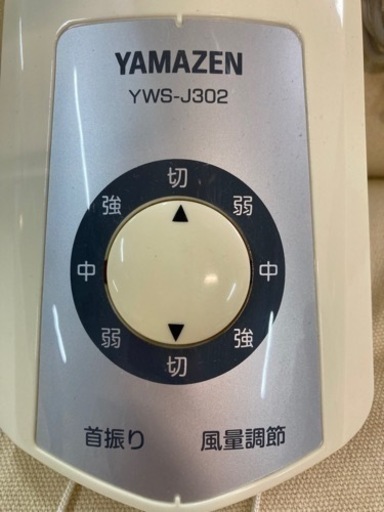 YAMAZEN
YWS-J302
切
強 弱
中 中
弱 強
切
首振り 風量調節